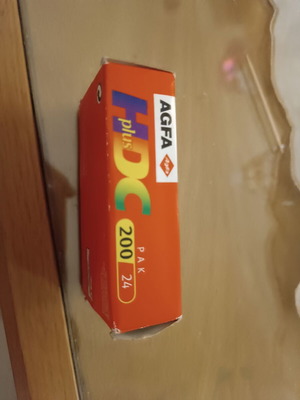 AGFA
HDC
plus
PAK
200 24